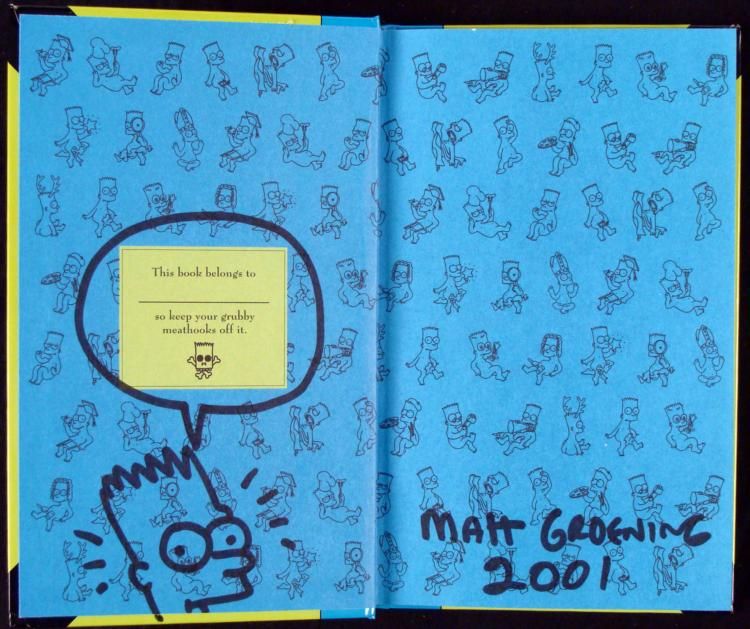 This book belongs to
so keep your grubby
meathooks off it.
MATT GROENING
2001